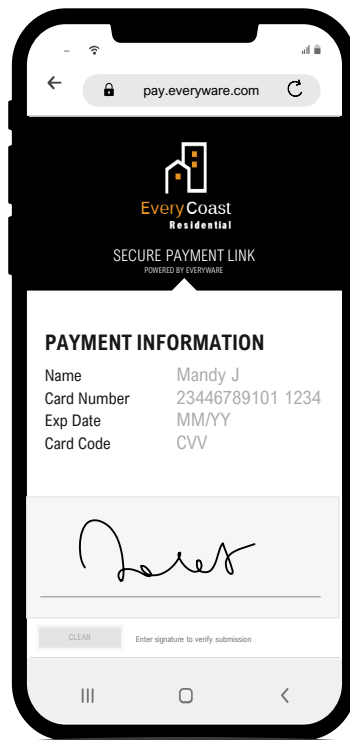 pay.everyware.com
EveryCoast
Residential
SECURE PAYMENT LINK
POWERED BY EVERYWARE
PAYMENT INFORMATION
Name Mandy J
Card Number 23446789101 1234
Exp Date MM/YY
Card Code CVV
CLEAR Enter signature to verify submission